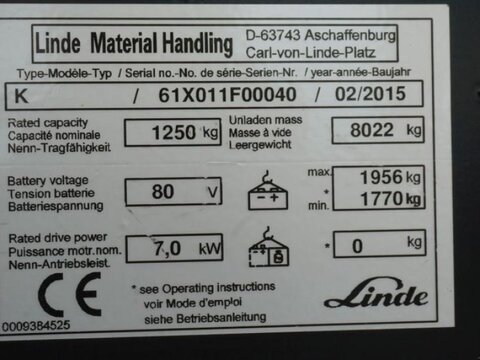 Linde Material Handling
D-63743 Aschaffenburg
Carl-von-Linde-Platz
Type-Modèle-Typ / Serial no.-No. de série-Serien-Nr. / year-année-Baujahr
K / 61X011F00040 / 02/2015
Rated capacity
Capacité nominale
Nenn-Tragfähigkeit
1250 kg
Unladen mass
Masse à vide
Leergewicht
8022 kg
Battery voltage
Tension batterie
Batteriespannung
80 V
- +
max. 1956 kg
*
min. 1770 kg
Rated drive power
Puissance motr.nom.
Nenn-Antriebsleist.
7,0 kW
* 0 kg
CE
* see Operating instructions
voir Mode d'emploi
siehe Betriebsanleitung
Linde
0009384525